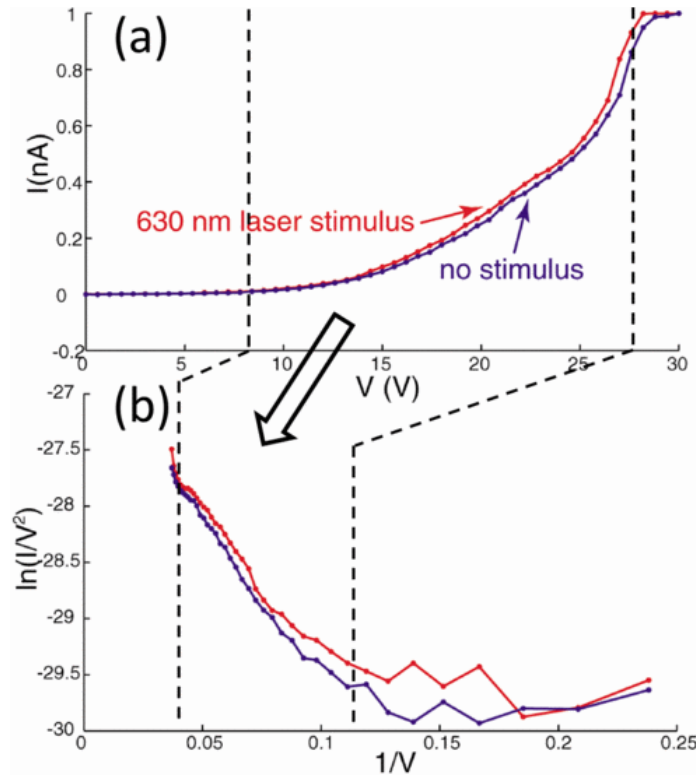 (a)
1
0.8
0.6
0.4
0.2
0
-0.2
I(nA)
630 nm laser stimulus
no stimulus
0 5 10 15 20 25 30
V (V)
(b)
-27
-27.5
-28
-28.5
-29
-29.5
-30
ln(I/V²)
0 0.05 0.1 0.15 0.2 0.25
1/V